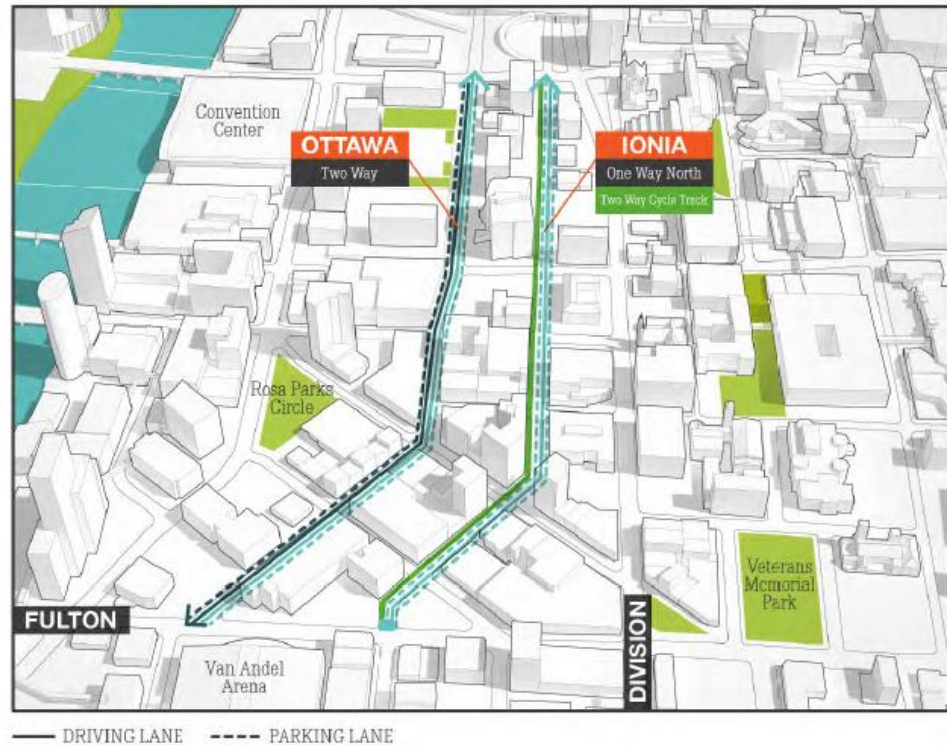 Convention
Center
OTTAWA
Two Way
IONIA
One Way North
Two Way Cycle Track
Rosa Parks
Circle
Veterans
Memorial
Park
FULTON
DIVISION
Van Andel
Arena
DRIVING LANE
PARKING LANE